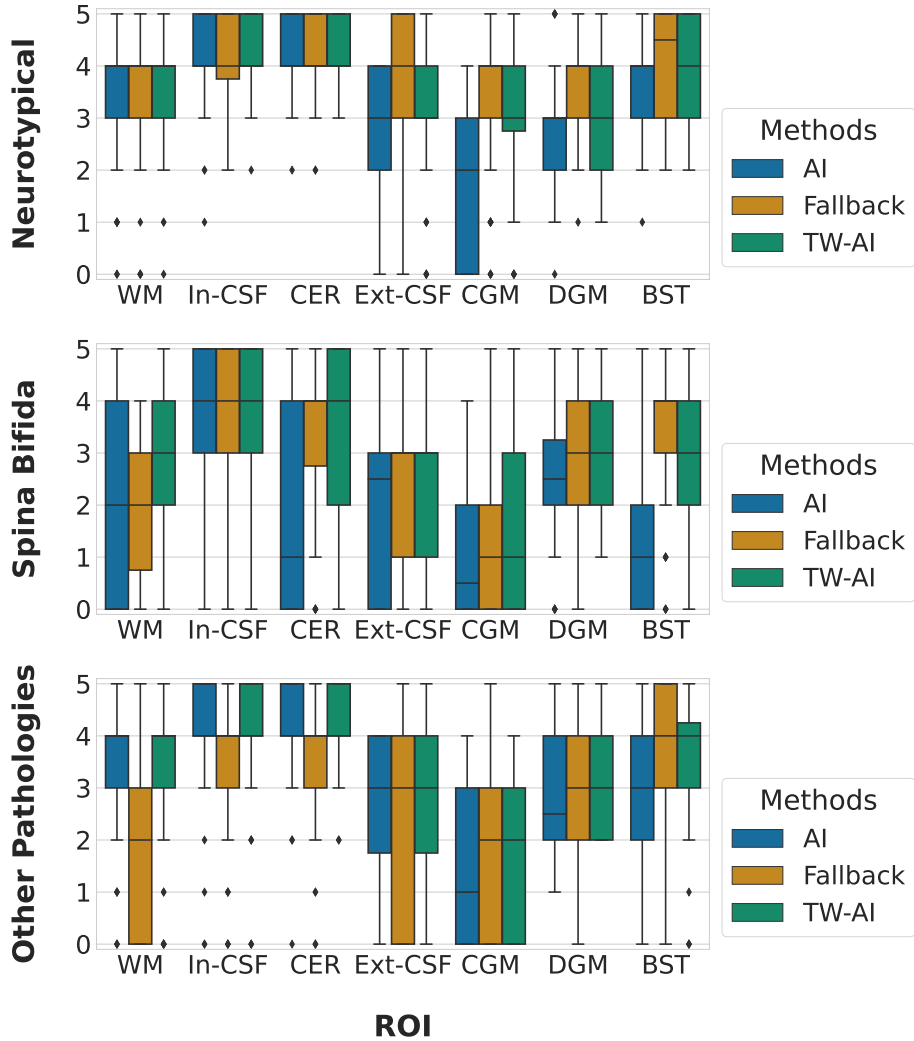 Neurotypical
5
4
3
2
1
0
WM In-CSF CER Ext-CSF CGM DGM BST
Methods
AI
Fallback
TW-AI
Spina Bifida
5
4
3
2
1
0
WM In-CSF CER Ext-CSF CGM DGM BST
Methods
AI
Fallback
TW-AI
Other Pathologies
5
4
3
2
1
0
WM In-CSF CER Ext-CSF CGM DGM BST
Methods
AI
Fallback
TW-AI
ROI